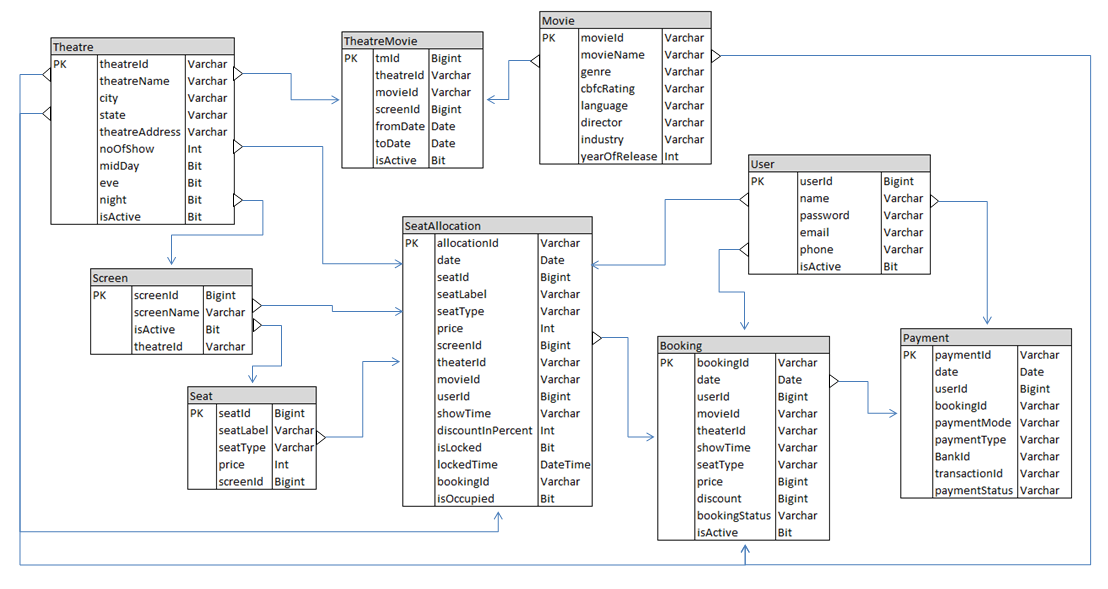 Theatre
PK theatreId Varchar
theatreName Varchar
city Varchar
state Varchar
theatreAddress Varchar
noOfShow Int
midDay Bit
eve Bit
night Bit
isActive Bit
TheatreMovie
PK tmId Bigint
theatreId Varchar
movieId Varchar
screenId Bigint
fromDate Date
toDate Date
isActive Bit
Movie
PK movieId Varchar
movieName Varchar
genre Varchar
cbfcRating Varchar
language Varchar
director Varchar
industry Varchar
yearOfRelease Int
User
PK userId Bigint
name Varchar
password Varchar
email Varchar
phone Varchar
isActive Bit
SeatAllocation
PK allocationId Varchar
date Date
seatId Bigint
seatLabel Varchar
seatType Varchar
price Int
screenId Bigint
theaterId Varchar
movieId Varchar
userId Bigint
showTime Varchar
discountInPercent Int
isLocked Bit
lockedTime DateTime
bookingId Varchar
isOccupied Bit
Screen
PK screenId Bigint
screenName Varchar
isActive Bit
theatreId Varchar
Seat
PK seatId Bigint
seatLabel Varchar
seatType Varchar
price Int
screenId Bigint
Booking
PK bookingId Varchar
date Date
userId Bigint
movieId Varchar
theaterId Varchar
showTime Varchar
seatType Varchar
price Bigint
discount Bigint
bookingStatus Varchar
isActive Bit
Payment
PK paymentId Varchar
date Date
userId Bigint
bookingId Varchar
paymentMode Varchar
paymentType Varchar
BankId Varchar
transactionId Varchar
paymentStatus Varchar